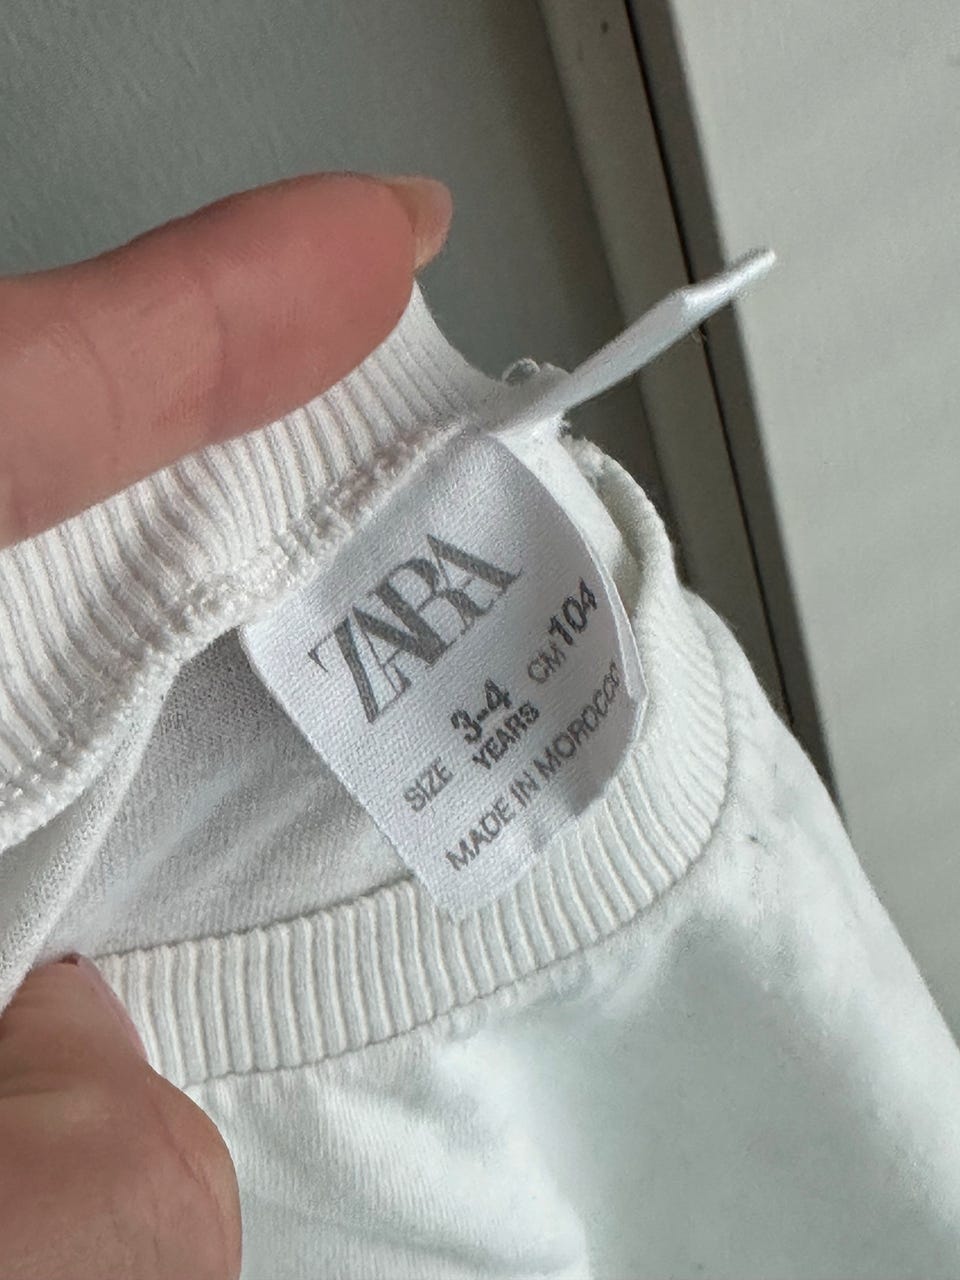 ZARA
SIZE 3-4 YEARS CM 104
MADE IN MOROCCO